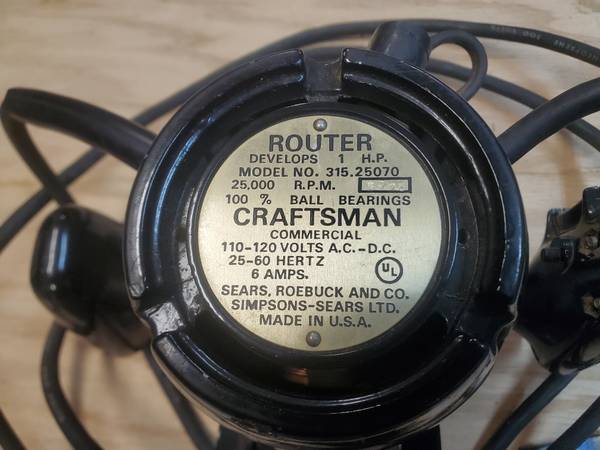 ROUTER
DEVELOPS 1 H.P.
MODEL NO. 315.25070
25,000 R.P.M.
100 % BALL BEARINGS
CRAFTSMAN
COMMERCIAL
110-120 VOLTS A.C.-D.C.
25-60 HERTZ
6 AMPS.
UL
SEARS, ROEBUCK AND CO.
SIMPSONS-SEARS LTD.
MADE IN U.S.A.